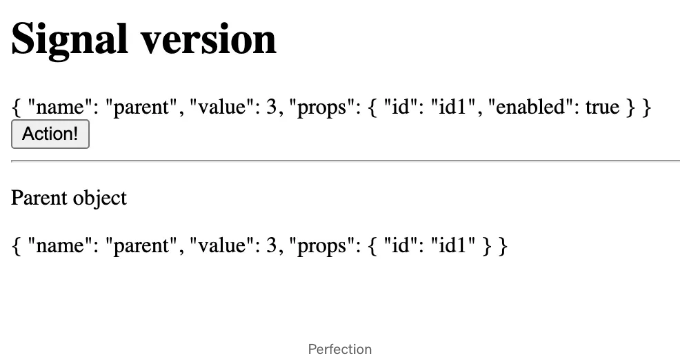 Signal version
{ "name": "parent", "value": 3, "props": { "id": "id1", "enabled": true } }
Action!
Parent object
{ "name": "parent", "value": 3, "props": { "id": "id1" } }
Perfection